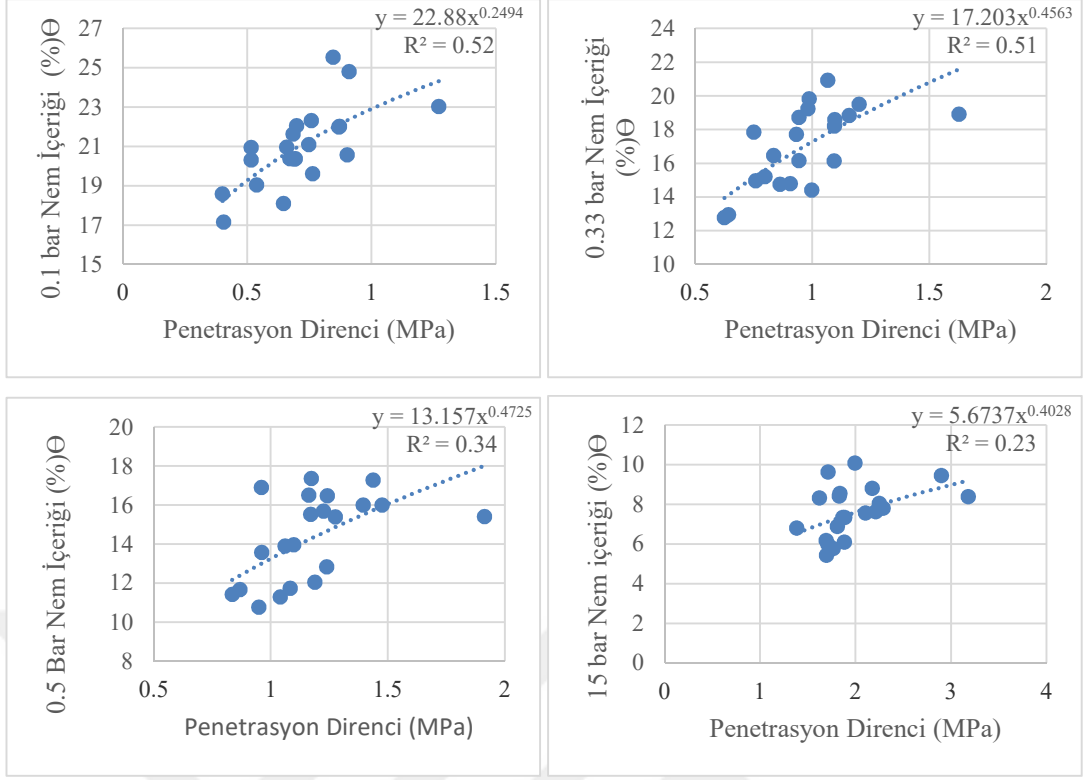 y = 22.88x^0.2494
R² = 0.52
0.1 bar Nem İçeriği (%)Ө
27
25
23
21
19
17
15
0 0.5 1 1.5
Penetrasyon Direnci (MPa)
y = 17.203x^0.4563
R² = 0.51
0.33 bar Nem İçeriği
(%)Ө
24
22
20
18
16
14
12
10
0.5 1 1.5 2
Penetrasyon Direnci (MPa)
y = 13.157x^0.4725
R² = 0.34
0.5 Bar Nem İçeriği (%)Ө
20
18
16
14
12
10
8
0.5 1 1.5 2
Penetrasyon Direnci (MPa)
y = 5.6737x^0.4028
R² = 0.23
15 bar Nem içeriği (%)Ө
12
10
8
6
4
2
0
0 1 2 3 4
Penetrasyon Direnci (MPa)